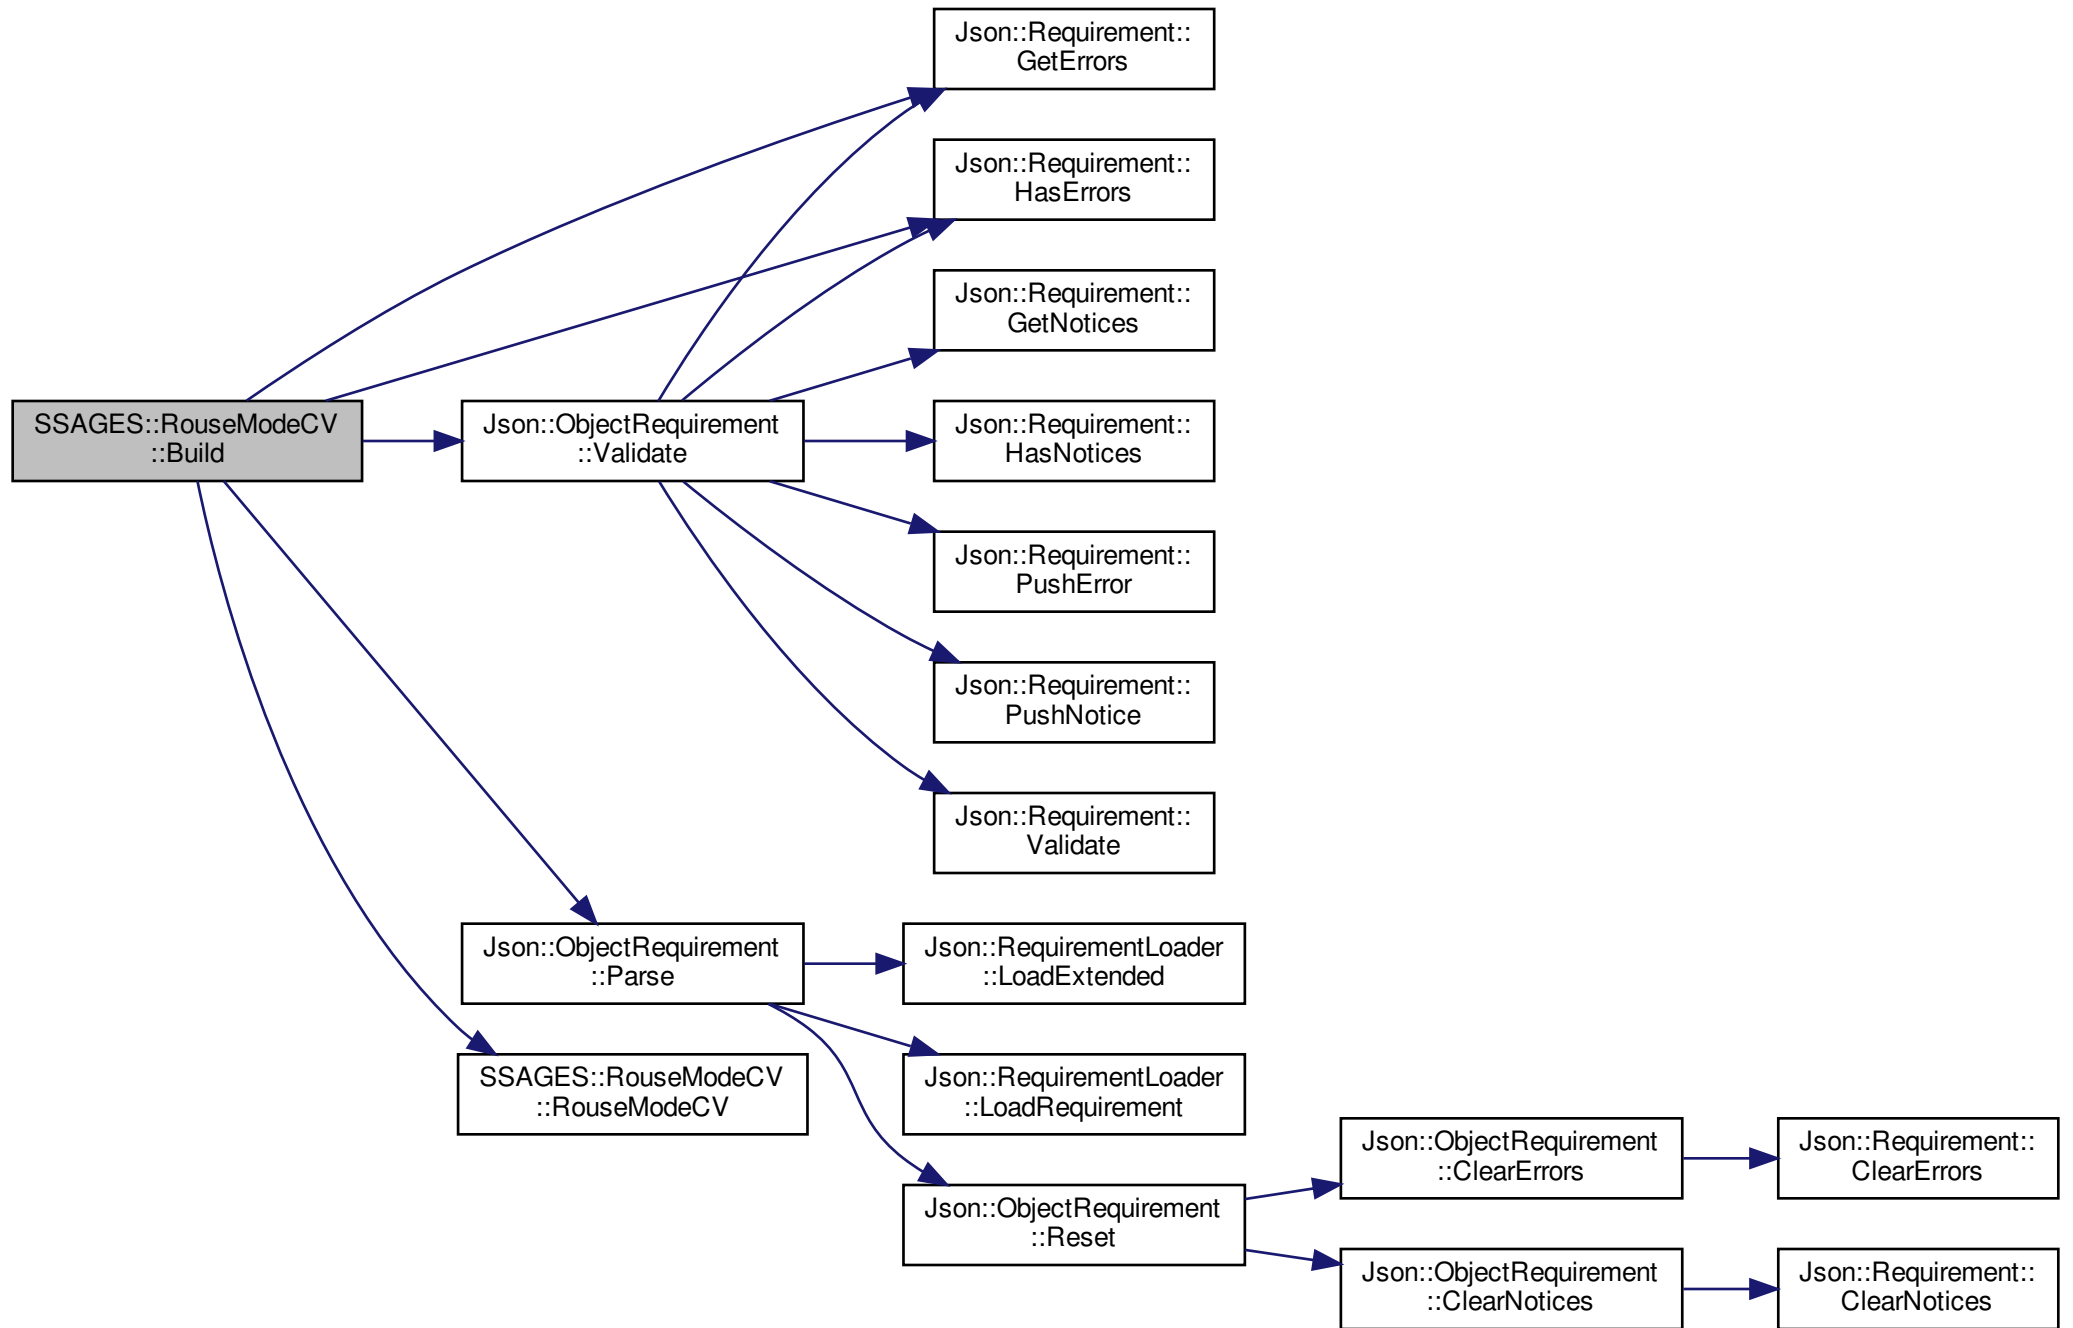 Json::Requirement::
GetErrors
Json::Requirement::
HasErrors
Json::Requirement::
GetNotices
SSAGES::RouseModeCV
::Build
Json::ObjectRequirement
::Validate
Json::Requirement::
HasNotices
Json::Requirement::
PushError
Json::Requirement::
PushNotice
Json::Requirement::
Validate
Json::ObjectRequirement
::Parse
Json::RequirementLoader
::LoadExtended
SSAGES::RouseModeCV
::RouseModeCV
Json::RequirementLoader
::LoadRequirement
Json::ObjectRequirement
::Reset
Json::ObjectRequirement
::ClearErrors
Json::Requirement::
ClearErrors
Json::ObjectRequirement
::ClearNotices
Json::Requirement::
ClearNotices